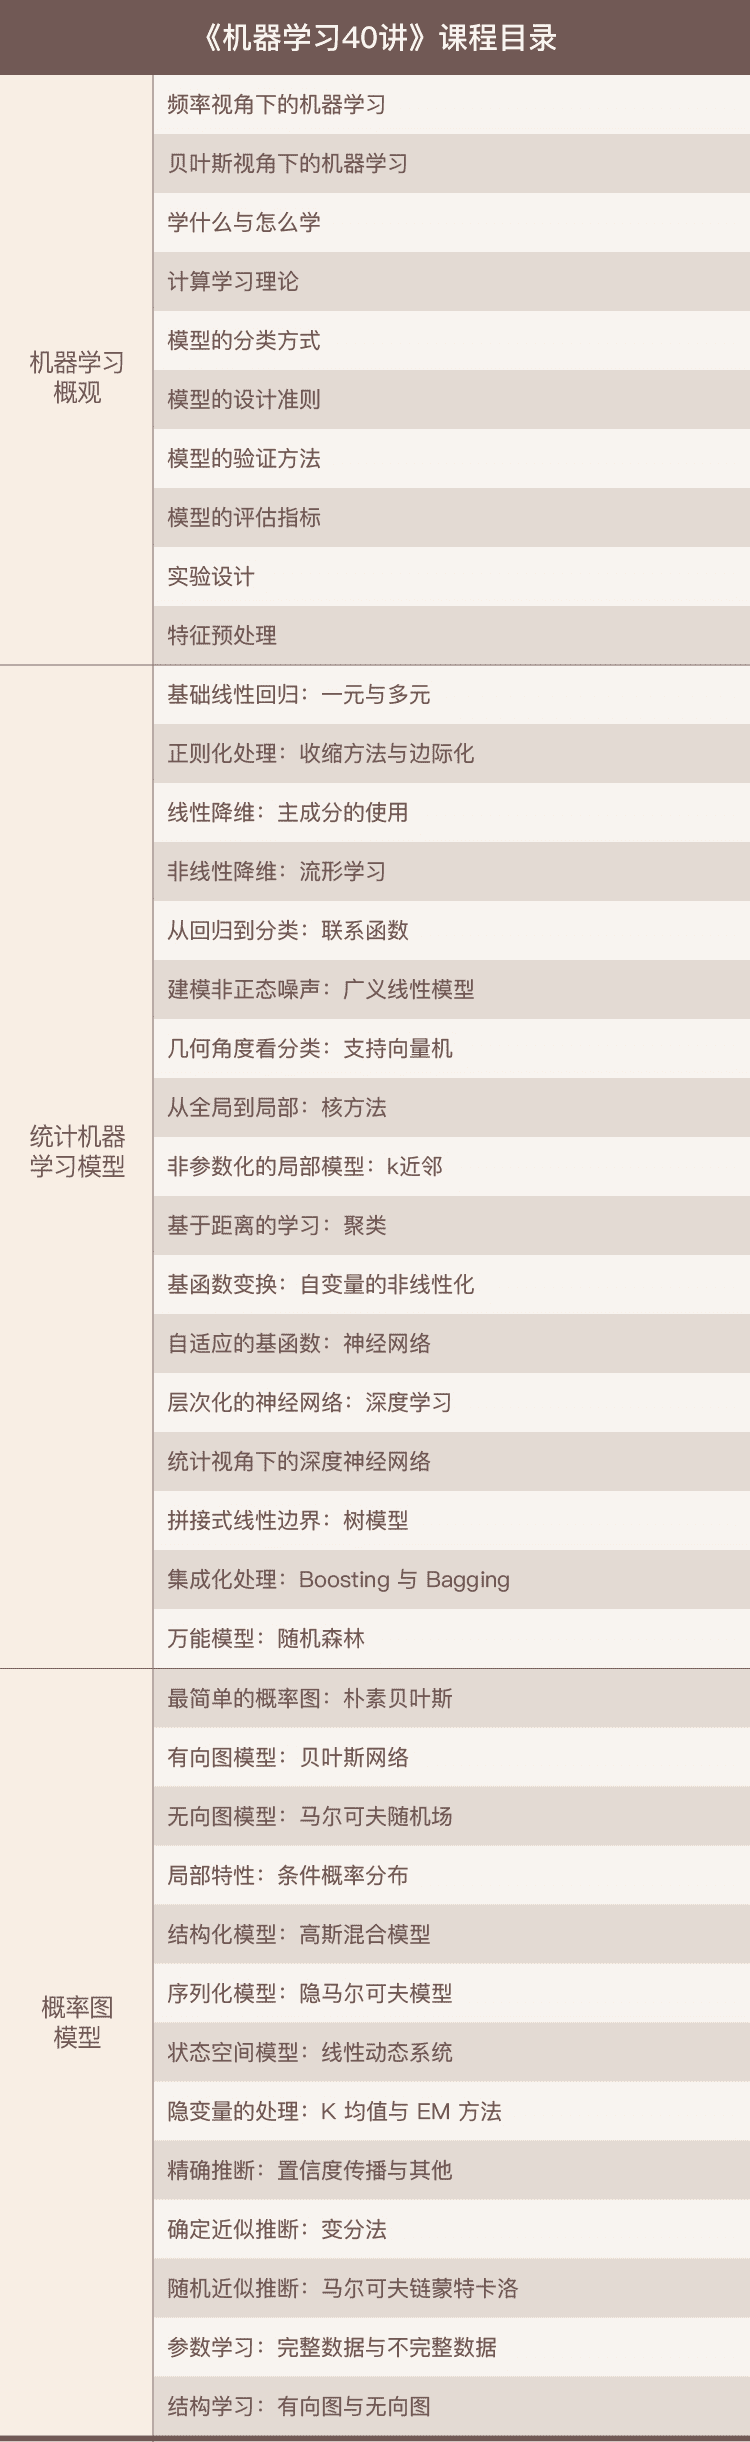 《机器学习40讲》课程目录
机器学习
概观
频率视角下的机器学习
贝叶斯视角下的机器学习
学什么与怎么学
计算学习理论
模型的分类方式
模型的设计准则
模型的验证方法
模型的评估指标
实验设计
特征预处理
统计机器
学习模型
基础线性回归：一元与多元
正则化处理：收缩方法与边际化
线性降维：主成分的使用
非线性降维：流形学习
从回归到分类：联系函数
建模非正态噪声：广义线性模型
几何角度看分类：支持向量机
从全局到局部：核方法
非参数化的局部模型：k近邻
基于距离的学习：聚类
基函数变换：自变量的非线性化
自适应的基函数：神经网络
层次化的神经网络：深度学习
统计视角下的深度神经网络
拼接式线性边界：树模型
集成化处理：Boosting 与 Bagging
万能模型：随机森林
概率图
模型
最简单的概率图：朴素贝叶斯
有向图模型：贝叶斯网络
无向图模型：马尔可夫随机场
局部特性：条件概率分布
结构化模型：高斯混合模型
序列化模型：隐马尔可夫模型
状态空间模型：线性动态系统
隐变量的处理：K 均值与 EM 方法
精确推断：置信度传播与其他
确定近似推断：变分法
随机近似推断：马尔可夫链蒙特卡洛
参数学习：完整数据与不完整数据
结构学习：有向图与无向图